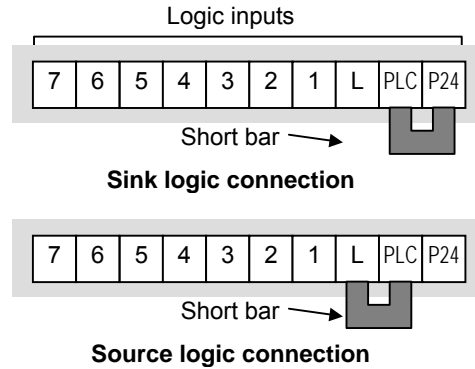 Logic inputs
7 6 5 4 3 2 1 L PLC P24
Short bar
Sink logic connection
7 6 5 4 3 2 1 L PLC P24
Short bar
Source logic connection